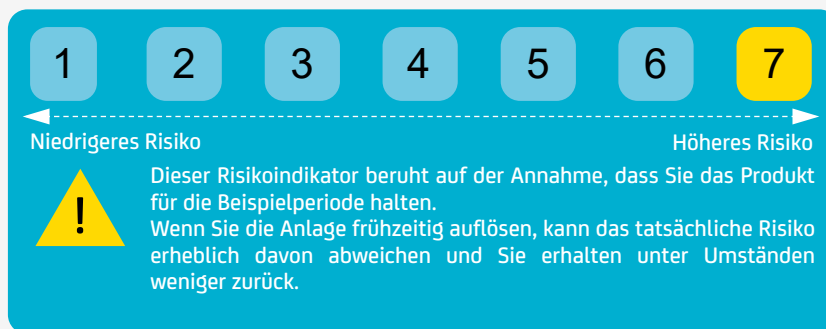 1 2 3 4 5 6 7
Niedrigeres Risiko Höheres Risiko
Dieser Risikoindikator beruht auf der Annahme, dass Sie das Produkt
für die Beispielperiode halten.
!
Wenn Sie die Anlage frühzeitig auflösen, kann das tatsächliche Risiko
erheblich davon abweichen und Sie erhalten unter Umständen
weniger zurück.